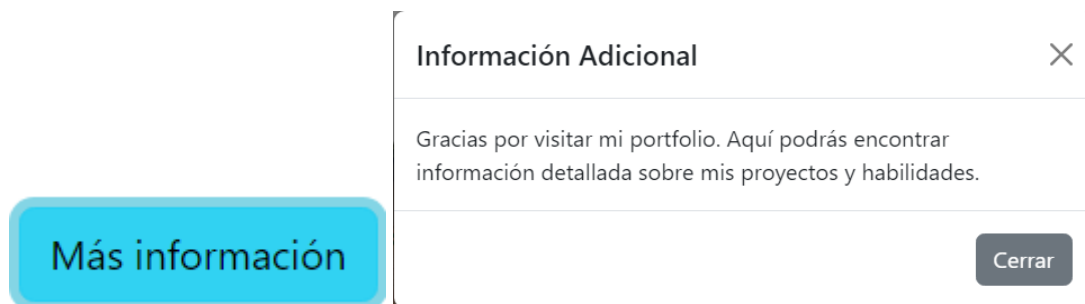 Información Adicional
Gracias por visitar mi portfolio. Aquí podrás encontrar
información detallada sobre mis proyectos y habilidades.
Más información
Cerrar